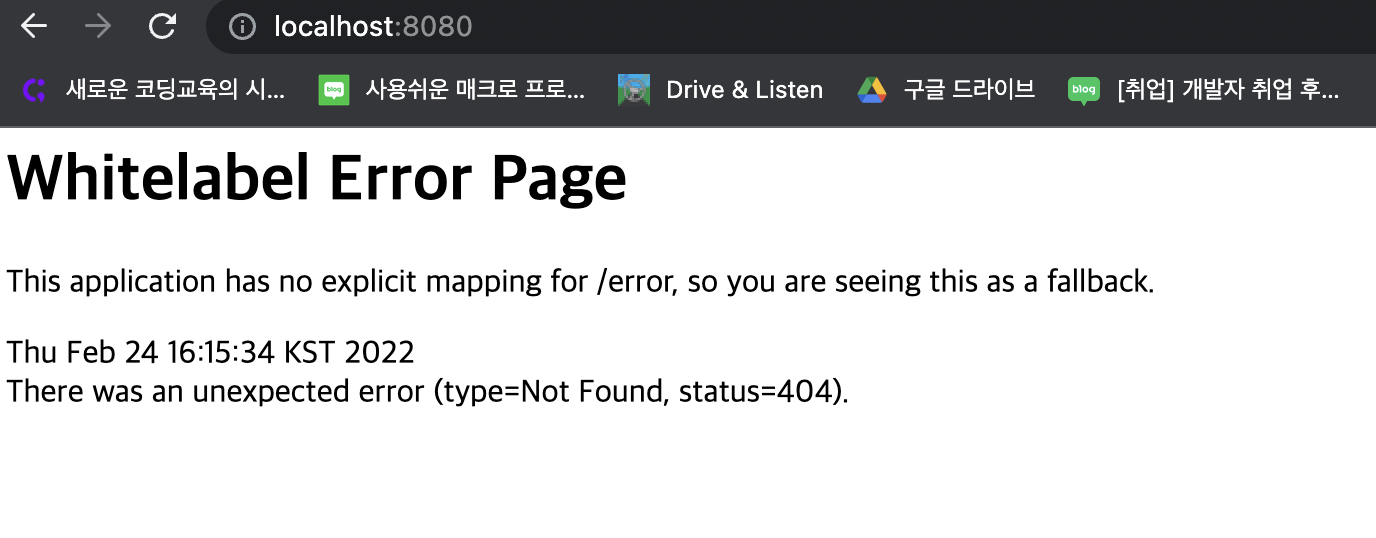 localhost:8080
새로운 코딩교육의 시... blog 사용쉬운 매크로 프로... Drive & Listen 구글 드라이브 blog [취업] 개발자 취업 후...
Whitelabel Error Page
This application has no explicit mapping for /error, so you are seeing this as a fallback.
Thu Feb 24 16:15:34 KST 2022
There was an unexpected error (type=Not Found, status=404).